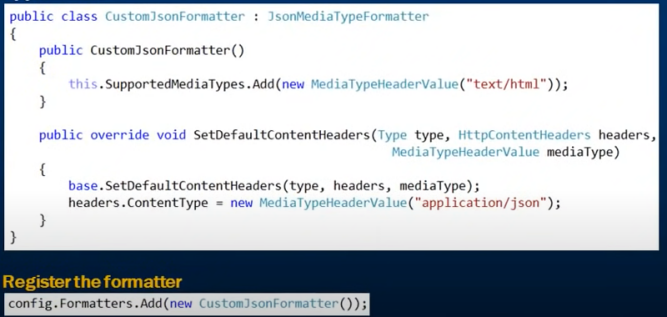 public class CustomJsonFormatter : JsonMediaTypeFormatter
{
    public CustomJsonFormatter()
    {
        this.SupportedMediaTypes.Add(new MediaTypeHeaderValue("text/html"));
    }
    public override void SetDefaultContentHeaders(Type type, HttpContentHeaders headers,
                                                  MediaTypeHeaderValue mediaType)
    {
        base.SetDefaultContentHeaders(type, headers, mediaType);
        headers.ContentType = new MediaTypeHeaderValue("application/json");
    }
}
Register the formatter
config.Formatters.Add(new CustomJsonFormatter());